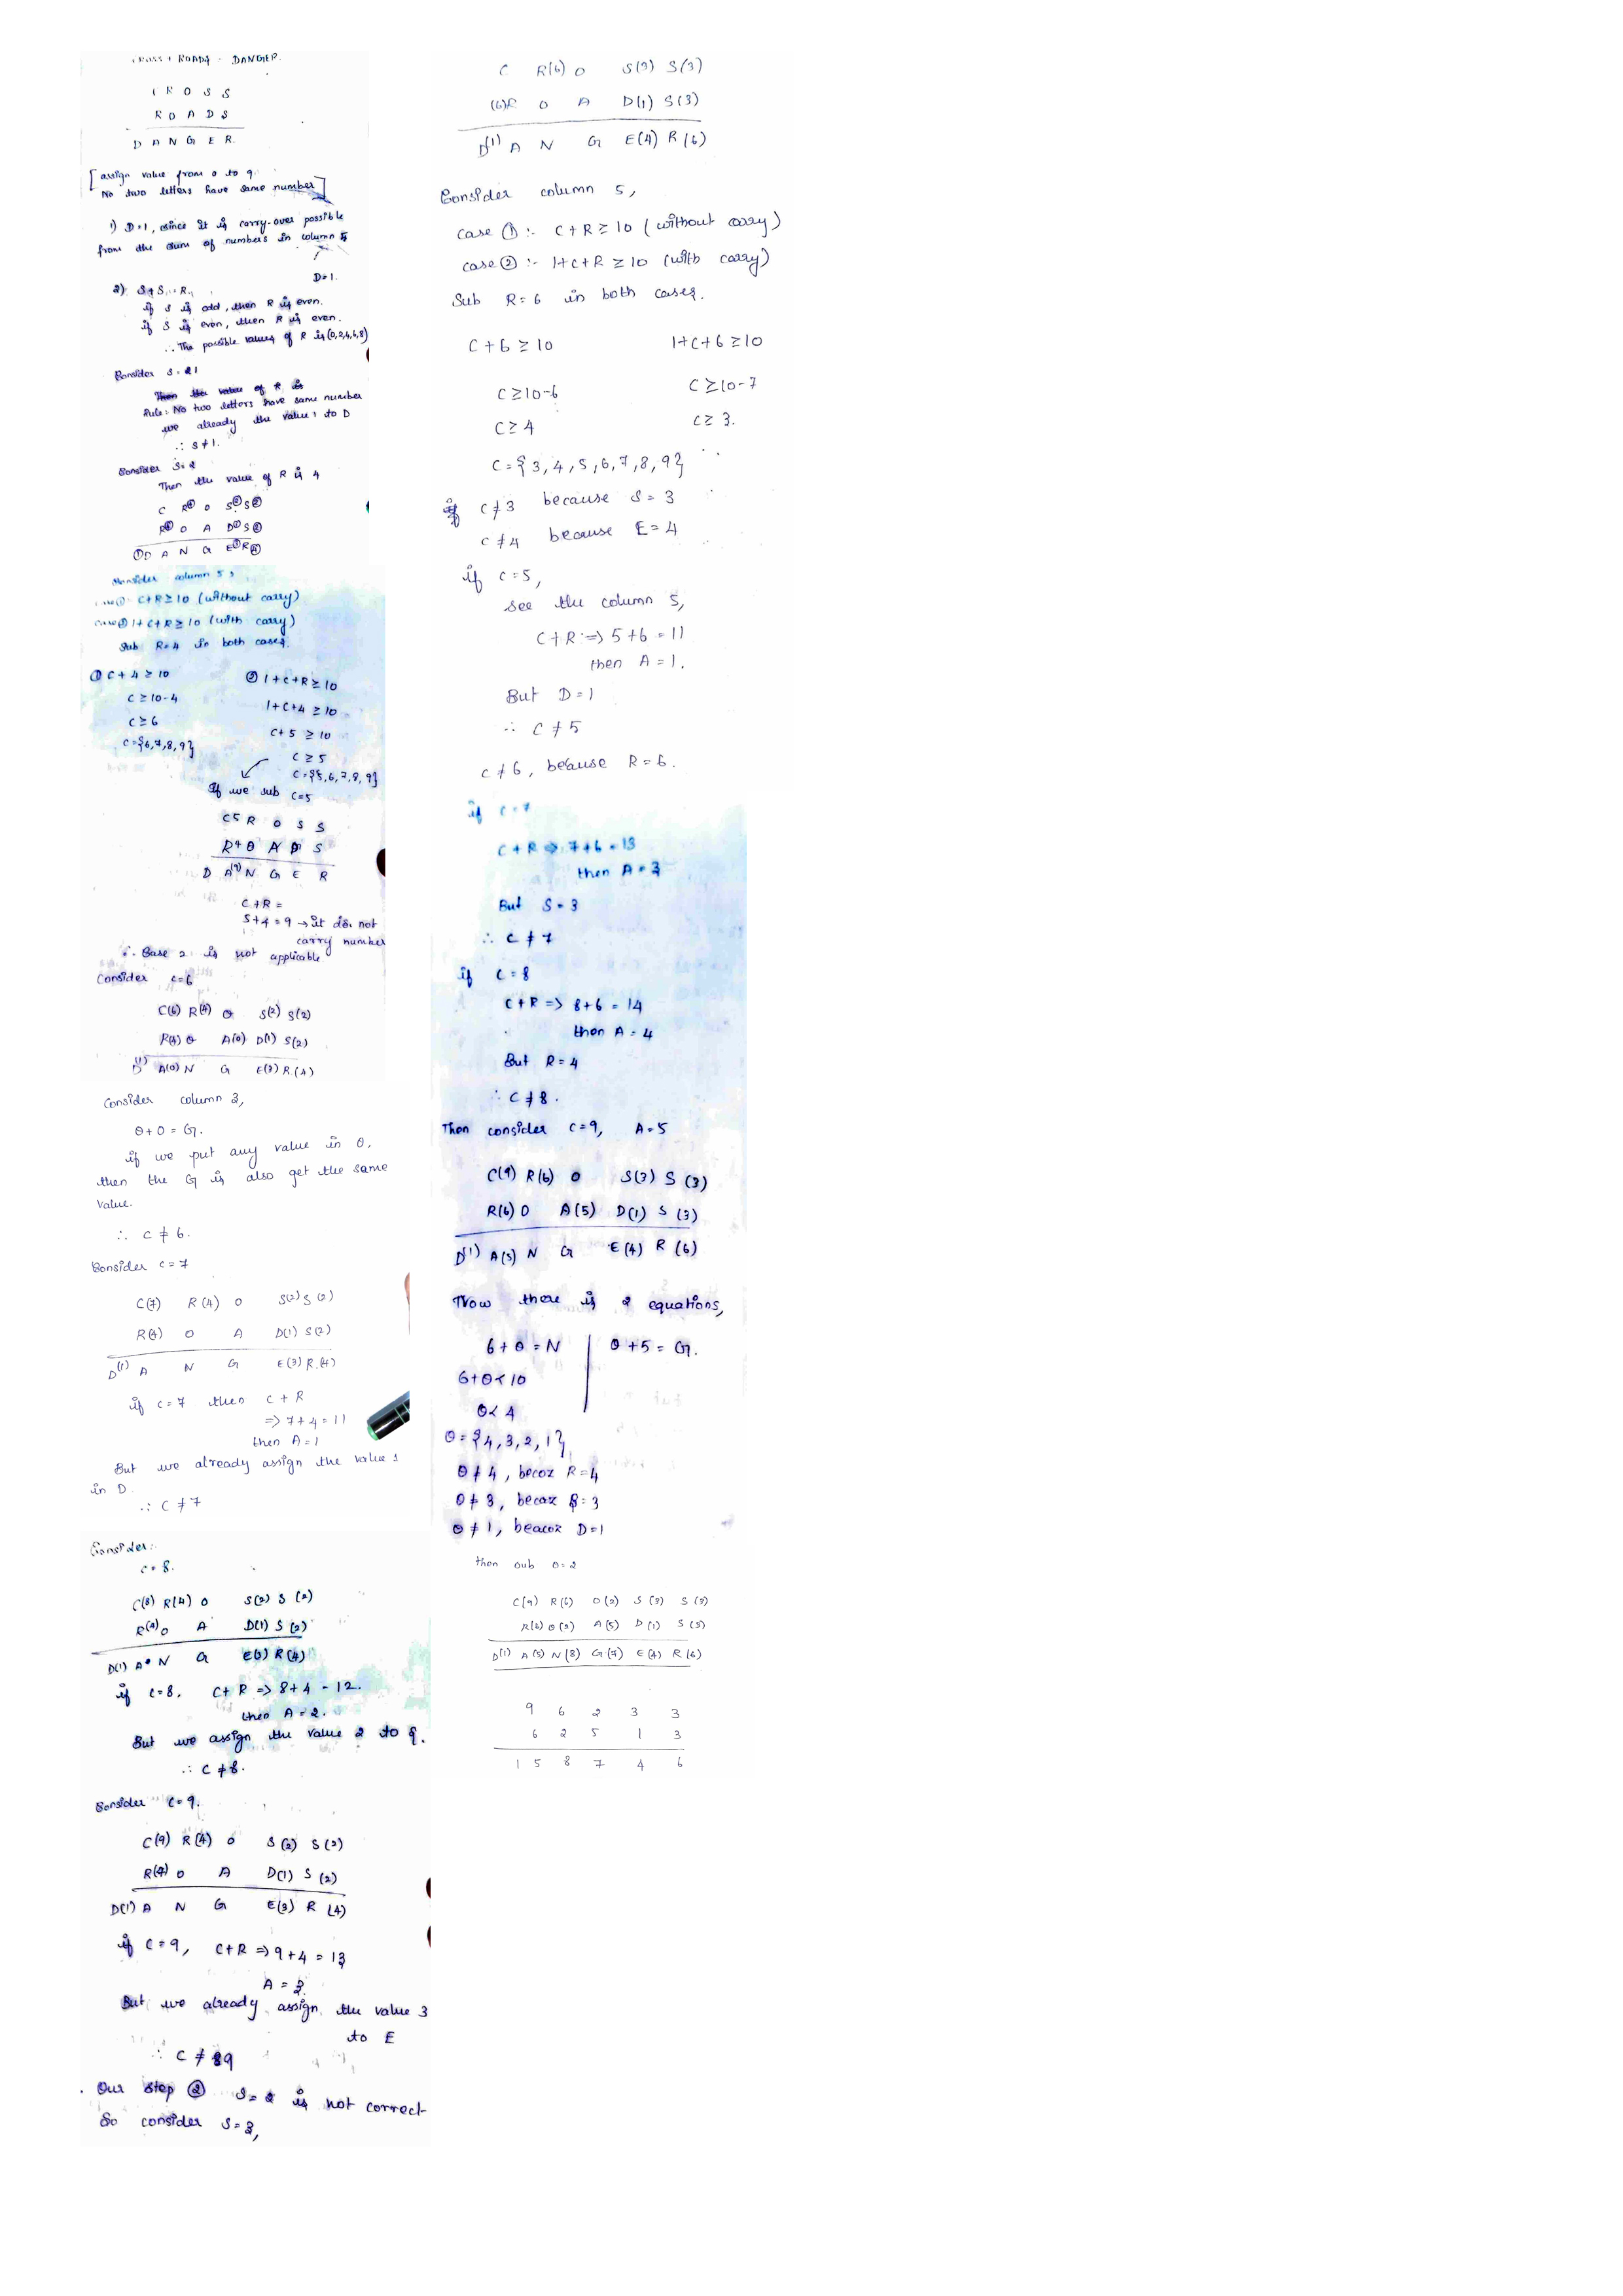 CROSS + ROADS = DANGER.
C R O S S
R O A D S
D A N G E R.
[assign value from 0 to 9.
No two letters have same number]
1) D=1, since it is carry-over possible
from the sum of numbers in column 5
D=1.
2) S+S = R
if S is odd, then R is even.
if S is even, then R is even.
∴ The possible values of R is (0,2,4,6,8)
Consider S=1
Rule: No two letters have same number
we already the value 1 to D
∴ S≠1.
Consider S=2
Then the value of R is 4
C R④ O S② S②
R④ O A D① S②
①D A N G E③ R④
Consider column 5,
case① C+R≥10 (without carry)
case② 1+C+R≥10 (with carry)
Sub R=4 in both cases.
① C+4≥10
C≥10-4
C≥6
C={6,7,8,9}
② 1+C+R≥10
1+C+4≥10
C+5≥10
C≥5
C={5,6,7,8,9}
If we sub C=5
C5 R O S S
R4 O A D1 S
D A(9) N G E R
C+R=
5+4=9 → it do not
carry number
∴ Case 2 is not applicable
Consider C=6
C(6) R(4) O S(2) S(2)
R(4) O A(0) D(1) S(2)
D(1) A(0) N G E(3) R(4)
Consider column 3,
O+0=G.
if we put any value in O,
then the G is also get the same
value.
∴ C≠6.
Consider C=7
C(7) R(4) O S(2) S(2)
R(4) O A D(1) S(2)
D(1) A N G E(3) R(4)
if C=7 then C+R
=> 7+4=11
then A=1
But we already assign the value 1
in D
∴ C≠7
Consider:
C=8.
C(8) R(4) O S(2) S(2)
R(4) O A D(1) S(2)
D(1) A N G E(3) R(4)
if C=8, C+R => 8+4=12.
then A=2.
But we assign the value 2 to S.
∴ C≠8.
Consider C=9.
C(9) R(4) O S(2) S(2)
R(4) O A D(1) S(2)
D(1) A N G E(3) R(4)
if C=9, C+R => 9+4=13
A=3.
But we already assign the value 3
to E
∴ C≠9
. Our step ② S=2 is not correct
So consider S=3,
C R(6) O S(3) S(3)
(6)R O A D(1) S(3)
D(1) A N G E(4) R(6)
Consider column 5,
case ① :- C+R≥10 (without carry)
case ② :- 1+C+R≥10 (with carry)
Sub R=6 in both cases.
C+6≥10
C≥10-6
C≥4
1+C+6≥10
C≥10-7
C≥3.
C={3,4,5,6,7,8,9}
if C≠3 because S=3
C≠4 because E=4
if C=5,
see the column 5,
C+R => 5+6=11
then A=1.
But D=1
∴ C≠5
C≠6, because R=6.
if C=7
C+R => 7+6=13
then A=3
But S=3
∴ C≠7
if C=8
C+R => 8+6=14
then A=4
But R=4
∴ C≠8.
Then consider C=9, A=5
C(9) R(6) O S(3) S(3)
R(6) O A(5) D(1) S(3)
D(1) A(5) N G E(4) R(6)
Now there is 2 equations,
6+O=N
6+O<10
O<4
O+5=G.
O={4,3,2,1}
O≠4, becoz R=4
O≠3, becoz S=3
O≠1, beacoz D=1
then sub O=2
C(9) R(6) O(2) S(3) S(3)
R(6) O(2) A(5) D(1) S(3)
D(1) A(5) N(8) G(7) E(4) R(6)
9 6 2 3 3
6 2 5 1 3
1 5 8 7 4 6